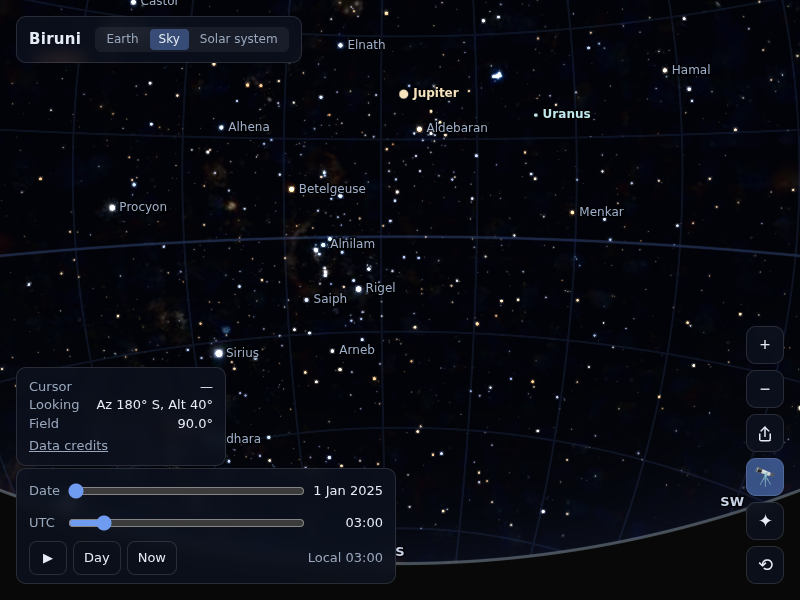 Castor
Biruni Earth Sky Solar system
Elnath
Hamal
Jupiter
Uranus
Alhena
Aldebaran
Betelgeuse
Procyon
Menkar
Alnilam
Rigel
Saiph
Sirius
Arneb
Cursor —
Looking Az 180° S, Alt 40°
Field 90.0°
Data credits
dhara
Date 1 Jan 2025
SW
UTC 03:00
S
Day Now Local 03:00